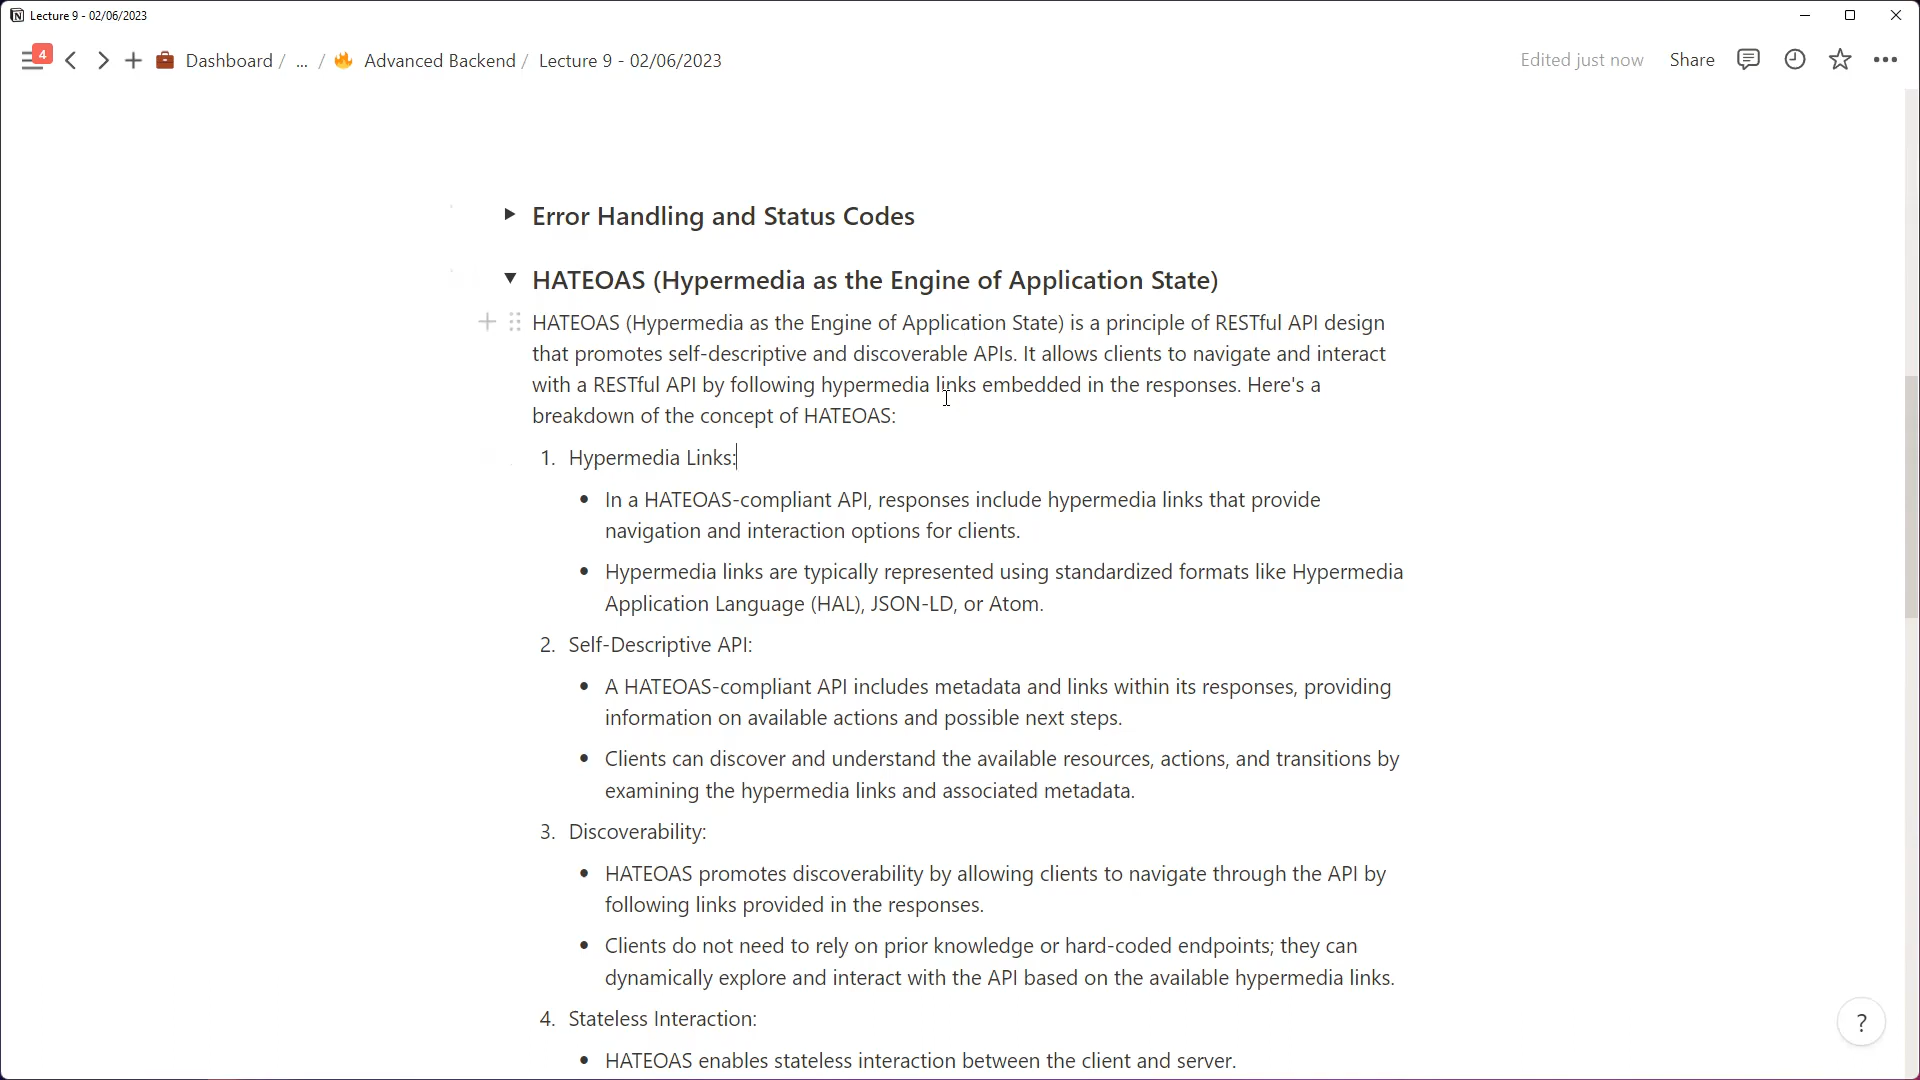 Lecture 9 - 02/06/2023
4
Dashboard / ... / Advanced Backend / Lecture 9 - 02/06/2023
Edited just now
Share
Error Handling and Status Codes
HATEOAS (Hypermedia as the Engine of Application State)
HATEOAS (Hypermedia as the Engine of Application State) is a principle of RESTful API design
that promotes self-descriptive and discoverable APIs. It allows clients to navigate and interact
with a RESTful API by following hypermedia links embedded in the responses. Here's a
breakdown of the concept of HATEOAS:
1. Hypermedia Links:
• In a HATEOAS-compliant API, responses include hypermedia links that provide
navigation and interaction options for clients.
• Hypermedia links are typically represented using standardized formats like Hypermedia
Application Language (HAL), JSON-LD, or Atom.
2. Self-Descriptive API:
• A HATEOAS-compliant API includes metadata and links within its responses, providing
information on available actions and possible next steps.
• Clients can discover and understand the available resources, actions, and transitions by
examining the hypermedia links and associated metadata.
3. Discoverability:
• HATEOAS promotes discoverability by allowing clients to navigate through the API by
following links provided in the responses.
• Clients do not need to rely on prior knowledge or hard-coded endpoints; they can
dynamically explore and interact with the API based on the available hypermedia links.
4. Stateless Interaction:
• HATEOAS enables stateless interaction between the client and server.
?